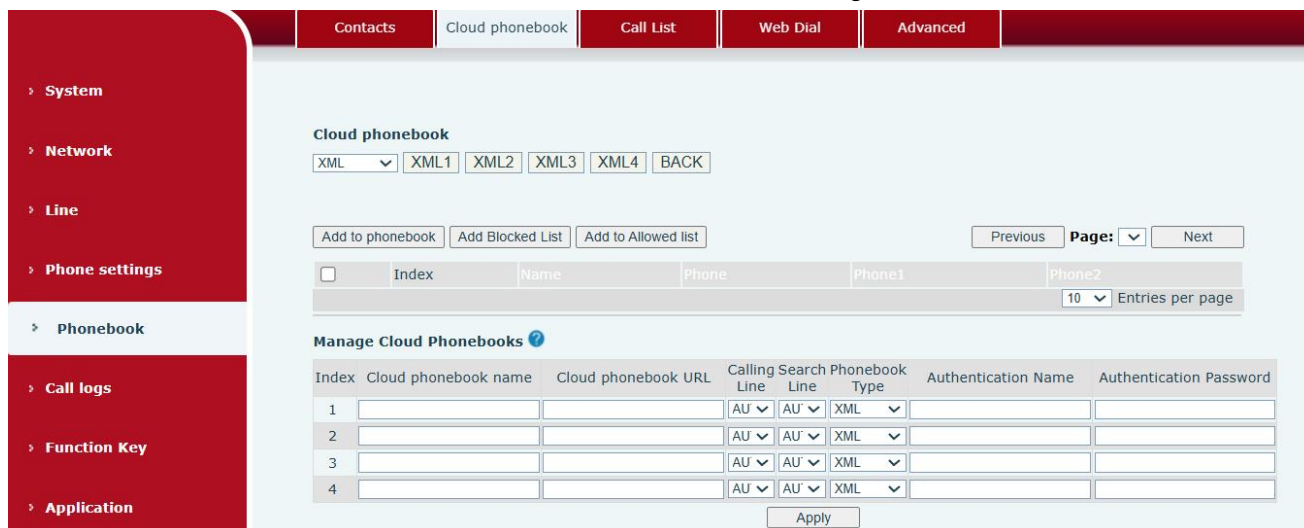 Contacts Cloud phonebook Call List Web Dial Advanced
› System
› Network
› Line
› Phone settings
› Phonebook
› Call logs
› Function Key
› Application
Cloud phonebook
XML XML1 XML2 XML3 XML4 BACK
Add to phonebook Add Blocked List Add to Allowed list Previous Page: Next
Index Name Phone Phone1 Phone2
10 Entries per page
Manage Cloud Phonebooks ?
Index Cloud phonebook name Cloud phonebook URL Calling Line Search Line Phonebook Type Authentication Name Authentication Password
1 AU AU XML
2 AU AU XML
3 AU AU XML
4 AU AU XML
Apply